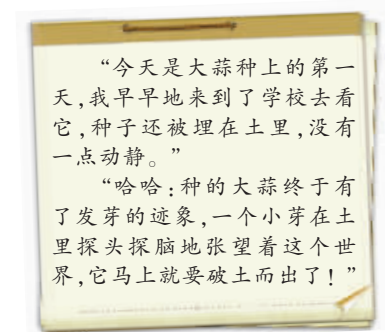 “今天是大蒜种上的第一
天,我早早地来到了学校去看
它,种子还被埋在土里,没有
一点动静。”
“哈哈:种的大蒜终于有
了发芽的迹象,一个小芽在土
里探头探脑地张望着这个世
界,它马上就要破土而出了!”